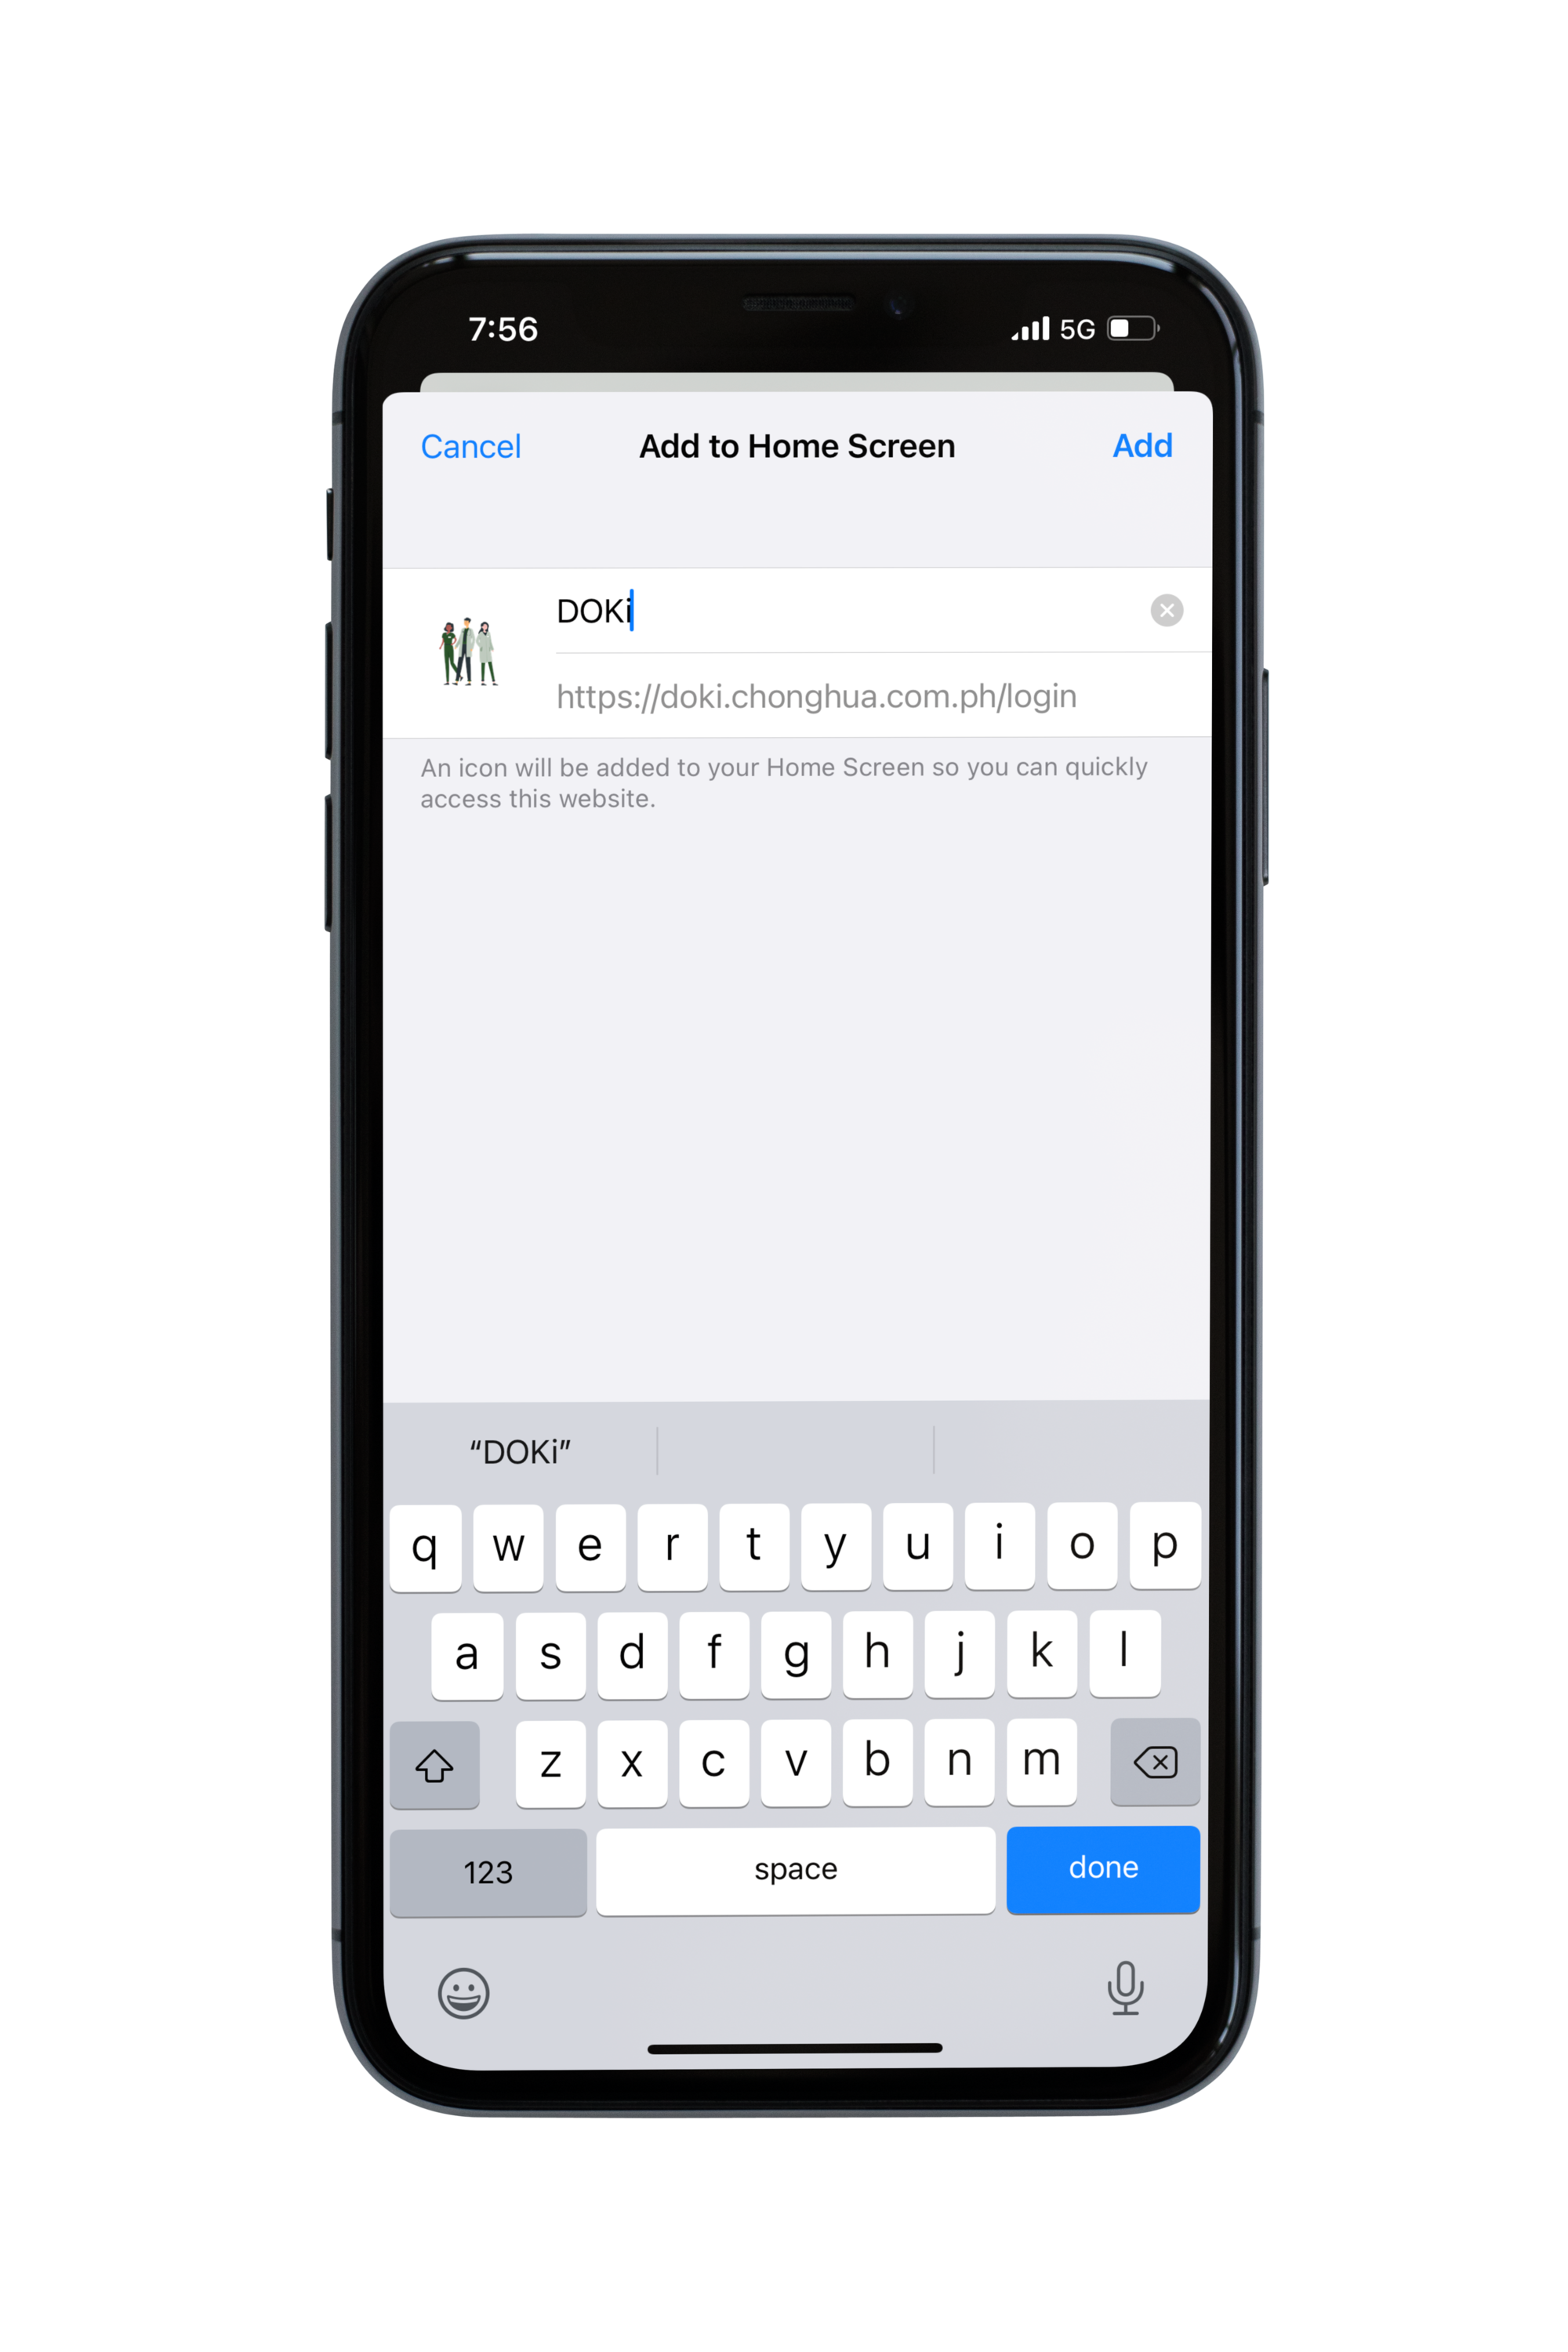 7:56 5G
Cancel Add to Home Screen Add
DOKi
https://doki.chonghua.com.ph/login
An icon will be added to your Home Screen so you can quickly
access this website.
“DOKi”
q w e r t y u i o p
a s d f g h j k l
z x c v b n m
123 space done